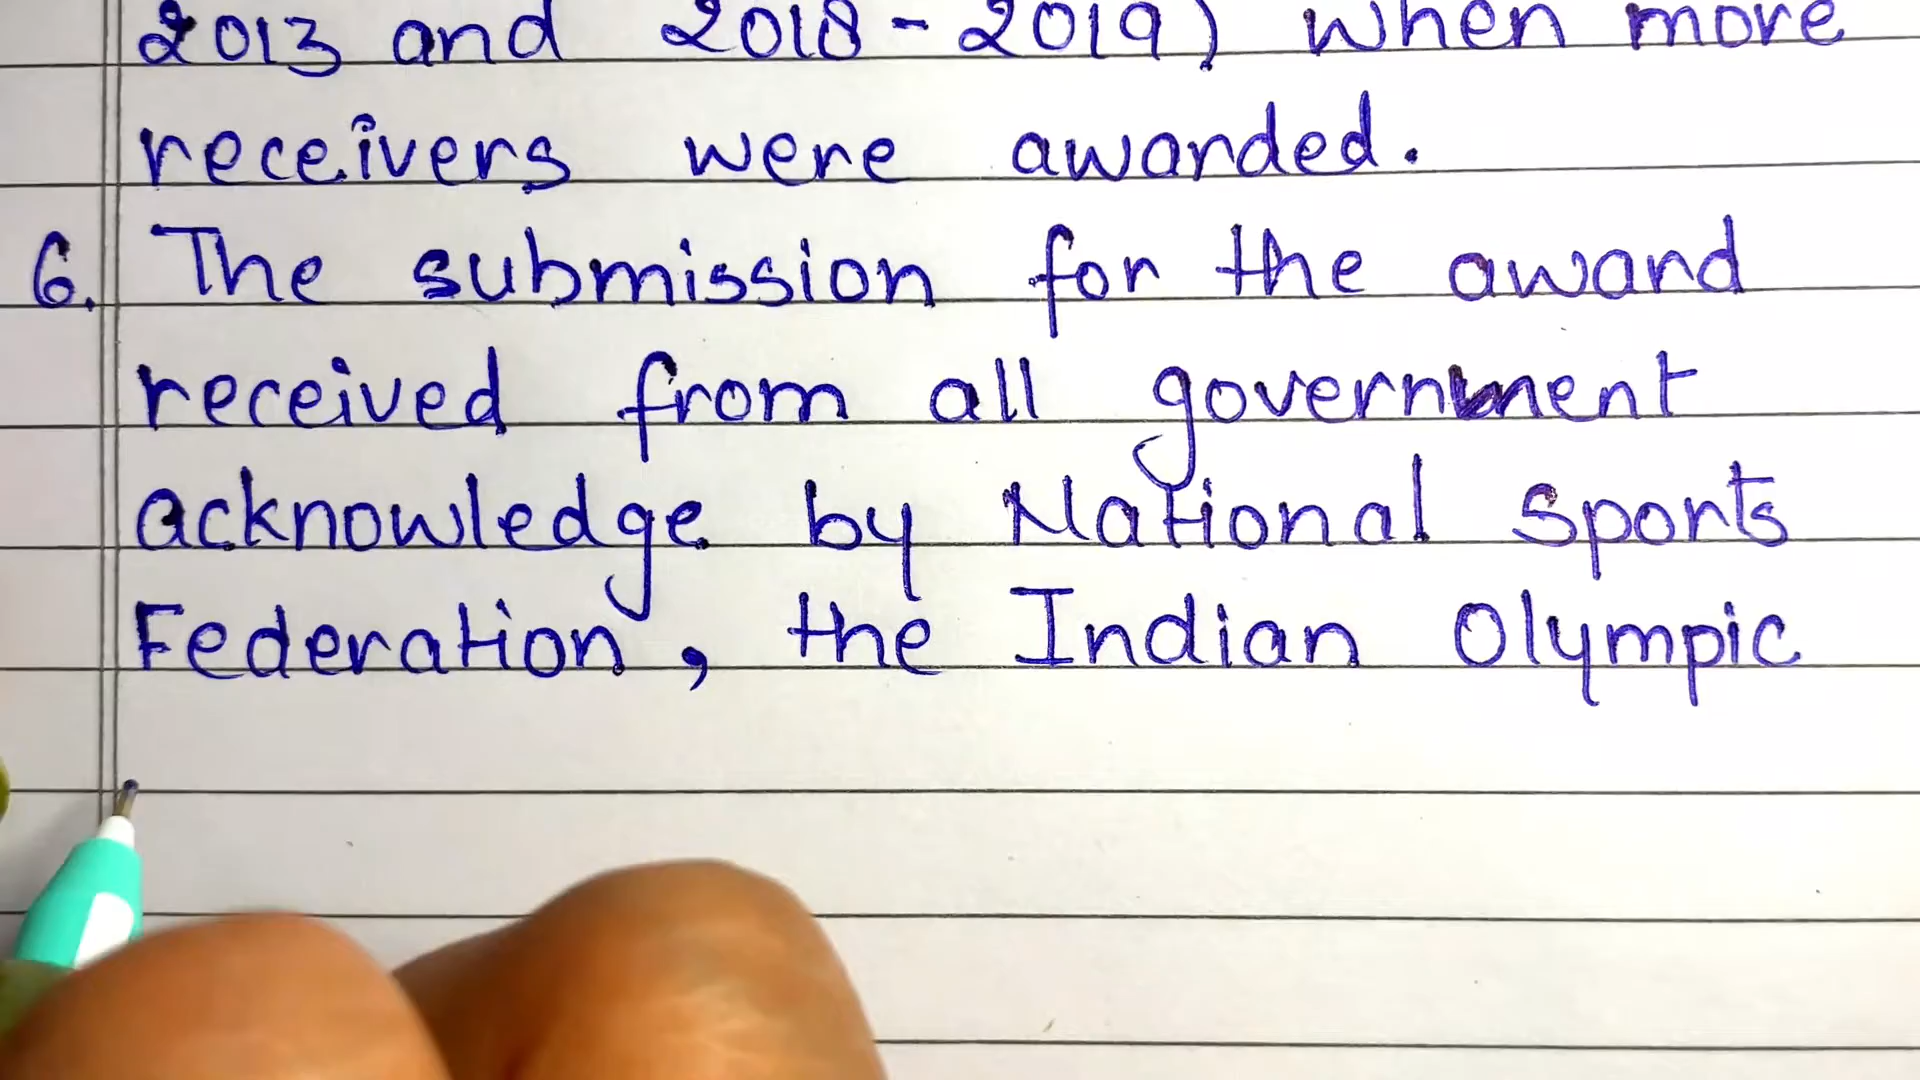 2013 and 2018-2019) when more
receivers were awarded.
6. The submission for the award
received from all government
acknowledge by National sports
Federation, the Indian Olympic